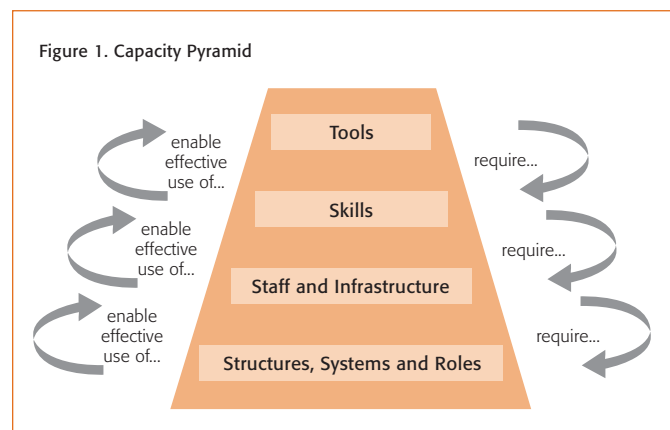 Figure 1. Capacity Pyramid
Tools
enable
effective
use of...
require...
Skills
enable
effective
use of...
require...
Staff and Infrastructure
enable
effective
use of...
require...
Structures, Systems and Roles